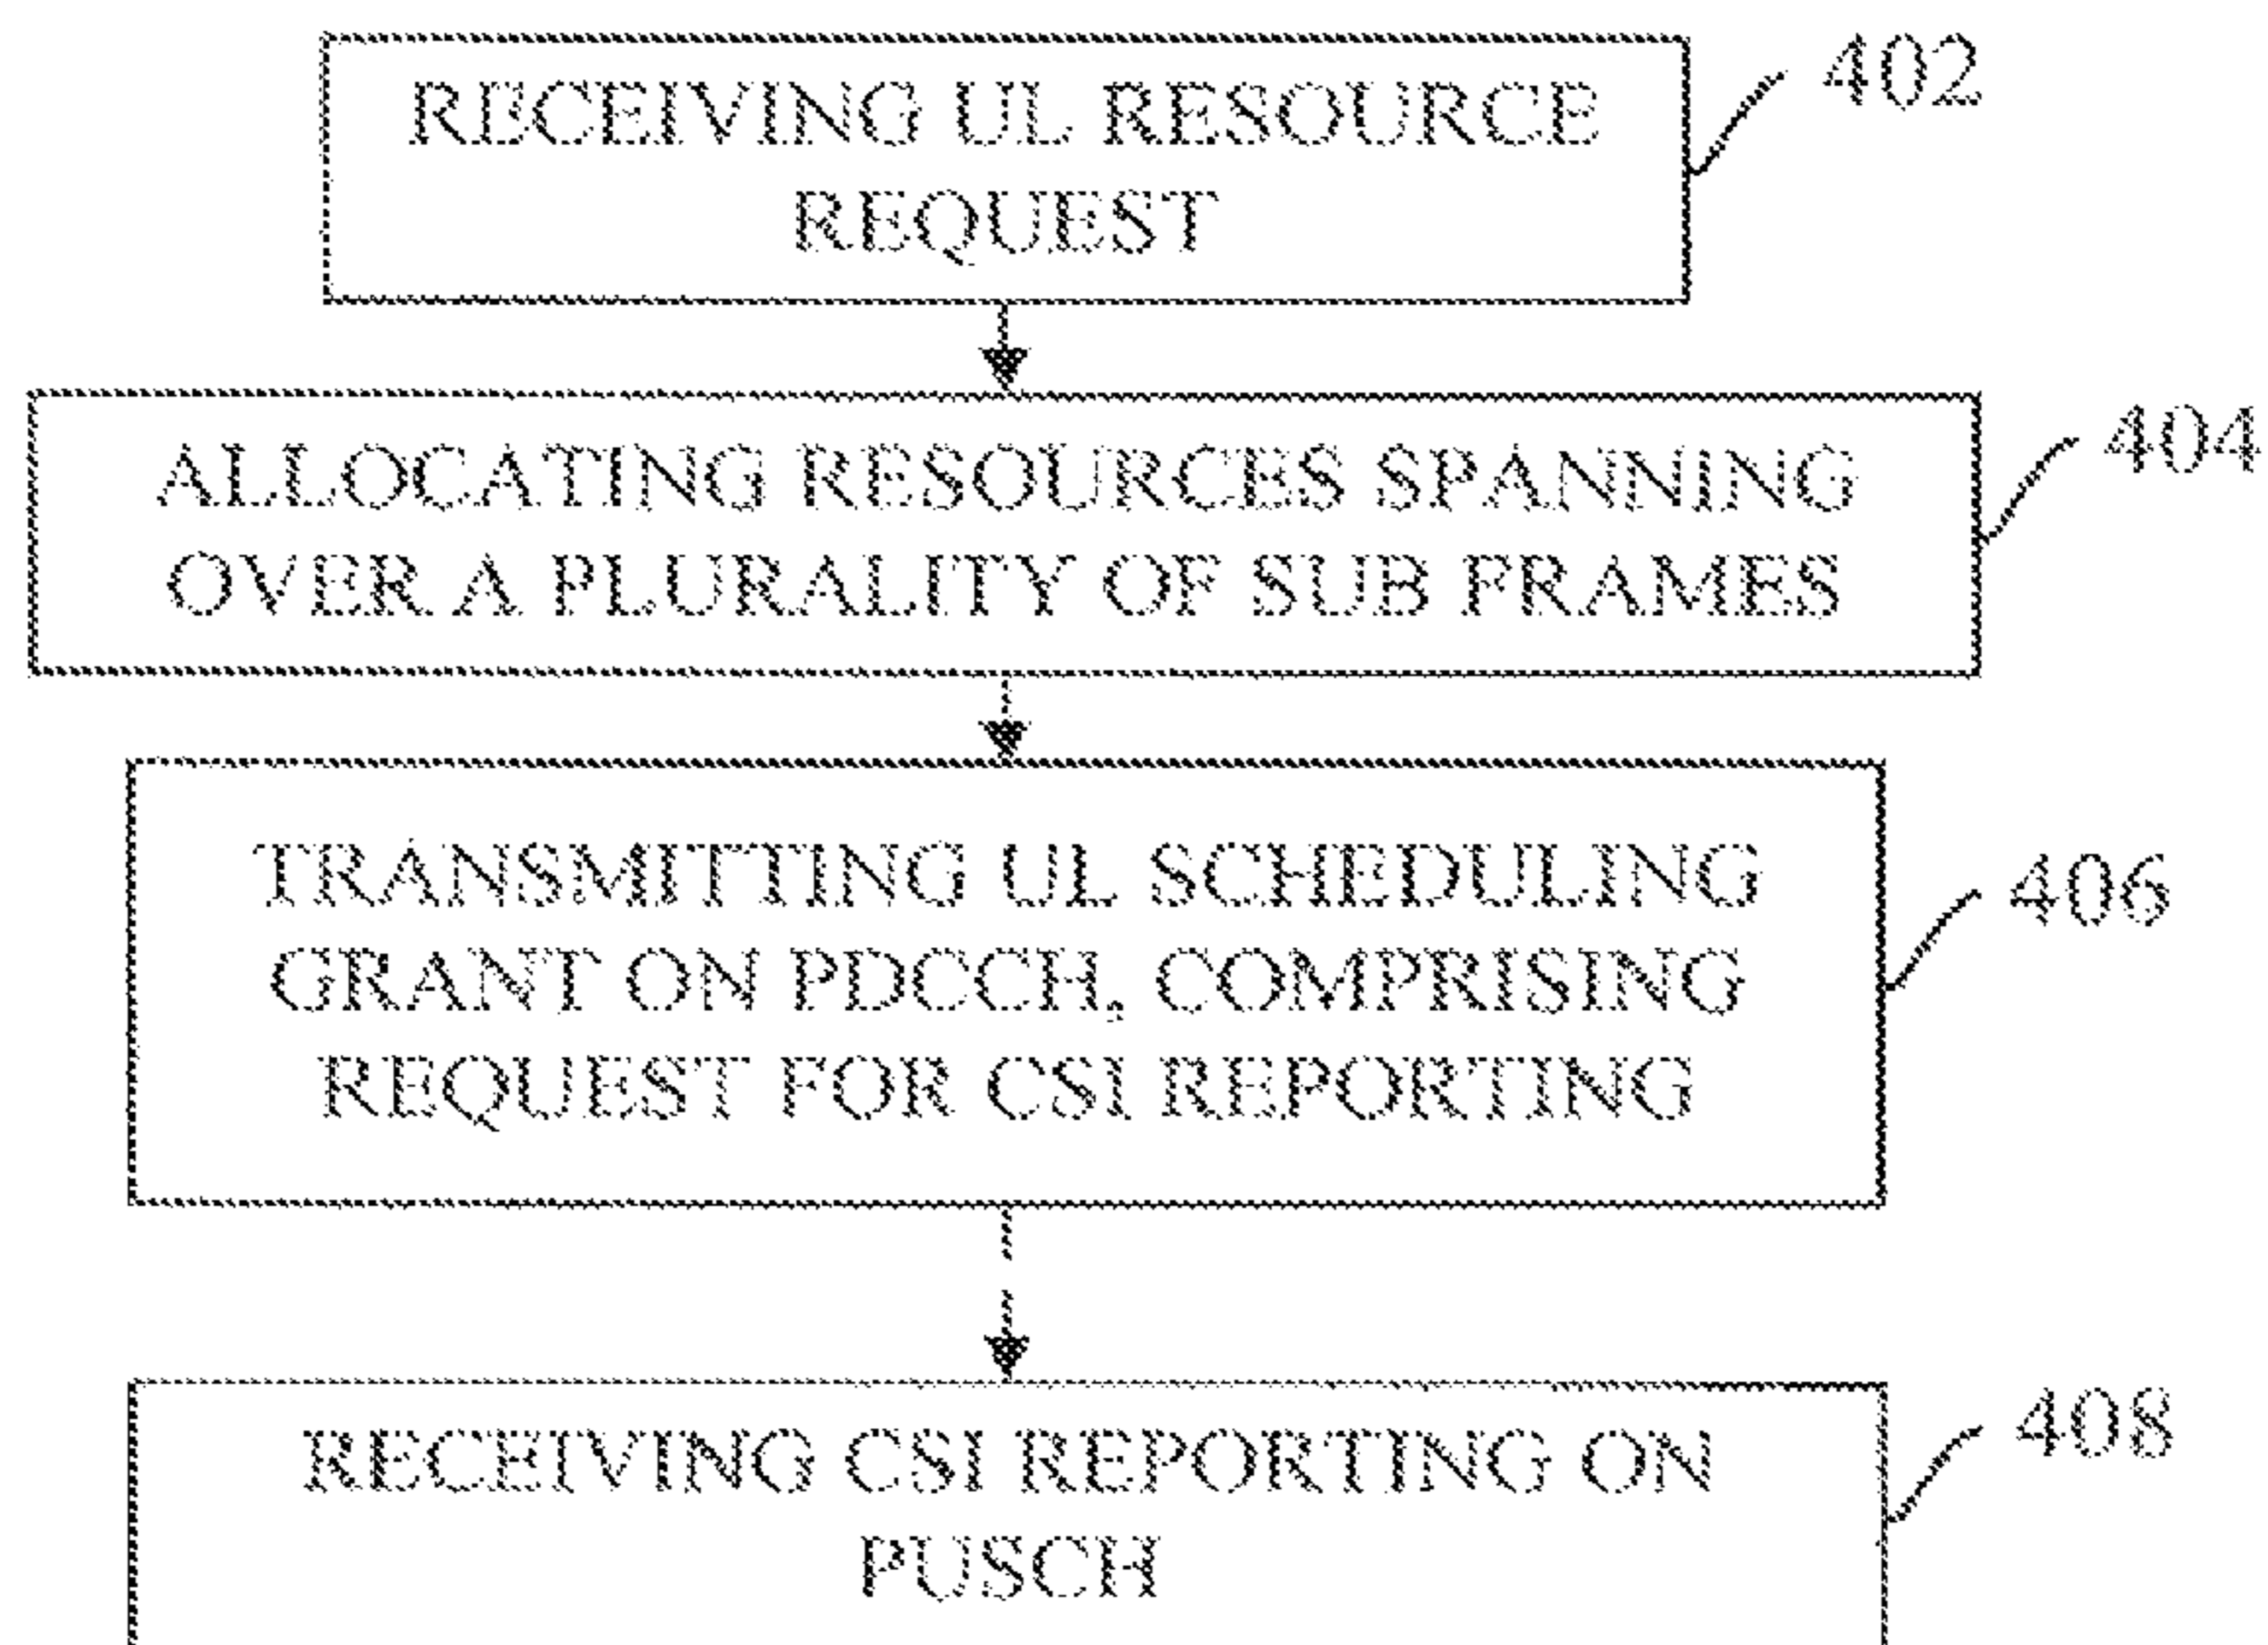 RECEIVING UL RESOURCE
REQUEST
402
ALLOCATING RESOURCES SPANNING
OVER A PLURALITY OF SUB FRAMES
404
TRANSMITTING UL SCHEDULING
GRANT ON PDCCH, COMPRISING
REQUEST FOR CSI REPORTING
406
RECEIVING CSI REPORTING ON
PUSCH
408